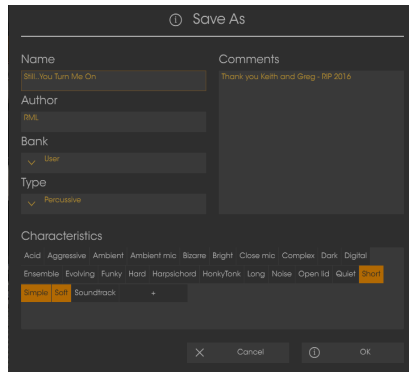 Save As
Name
Comments
Still..You Turn Me On
Thank you Keith and Greg - RIP 2016
Author
RML
Bank
User
Type
Percussive
Characteristics
Acid Aggressive Ambient Ambient mic Bizarre Bright Close mic Complex Dark Digital
Ensemble Evolving Funky Hard Harpsichord HonkyTonk Long Noise Open lid Quiet Short
Simple Soft Soundtrack +
Cancel OK